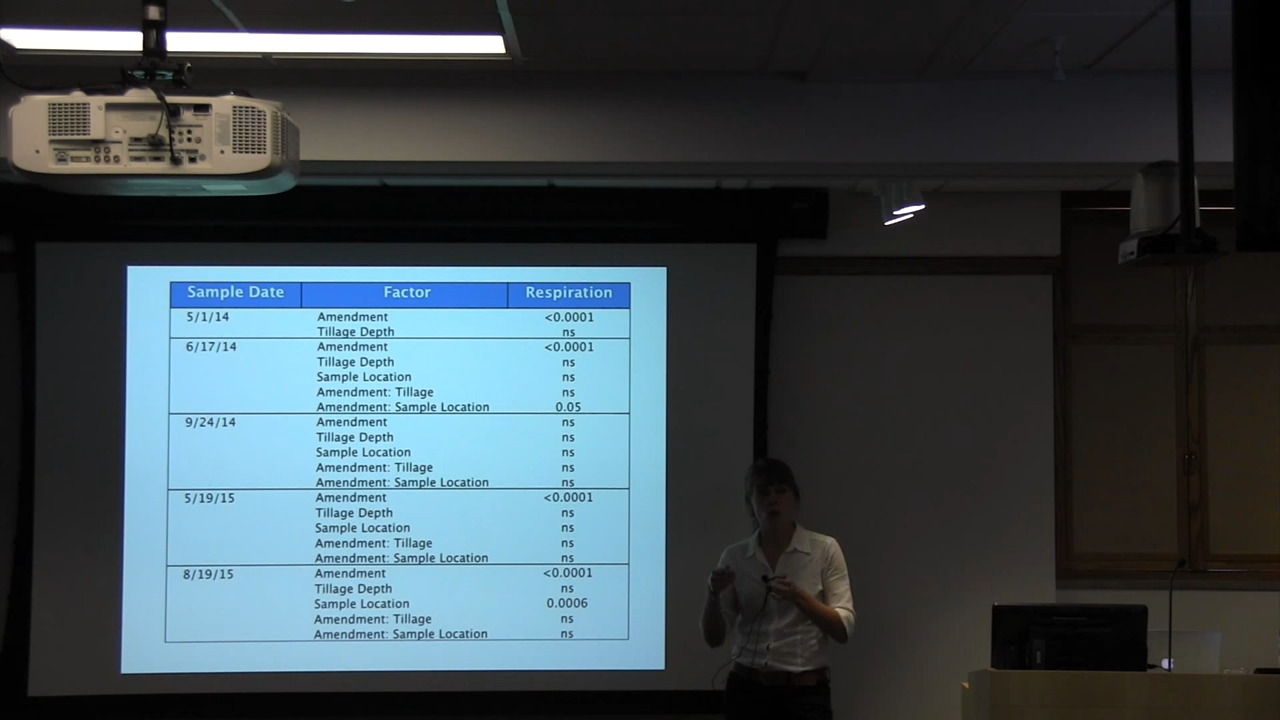 Sample Date Factor Respiration
5/1/14 Amendment <0.0001
Tillage Depth ns
6/17/14 Amendment <0.0001
Tillage Depth ns
Sample Location ns
Amendment: Tillage ns
Amendment: Sample Location 0.05
9/24/14 Amendment ns
Tillage Depth ns
Sample Location ns
Amendment: Tillage ns
Amendment: Sample Location ns
5/19/15 Amendment <0.0001
Tillage Depth ns
Sample Location ns
Amendment: Tillage ns
Amendment: Sample Location ns
8/19/15 Amendment <0.0001
Tillage Depth ns
Sample Location 0.0006
Amendment: Tillage ns
Amendment: Sample Location ns